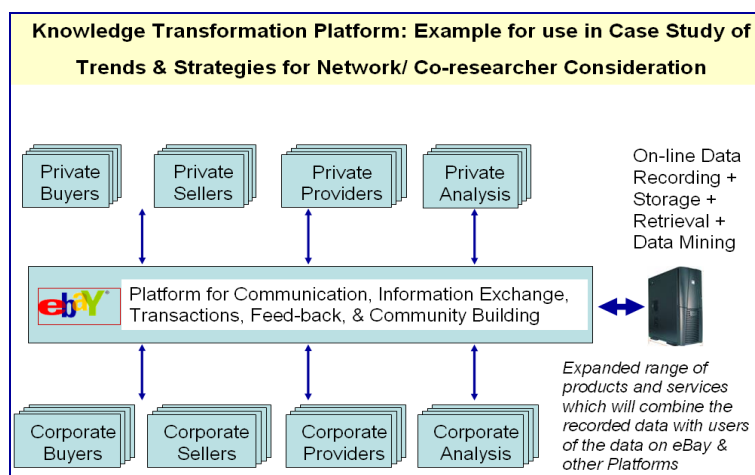 Knowledge Transformation Platform: Example for use in Case Study of
Trends & Strategies for Network/ Co-researcher Consideration
Private
Buyers
Private
Sellers
Private
Providers
Private
Analysis
On-line Data
Recording +
Storage +
Retrieval +
Data Mining
ebaY
Platform for Communication, Information Exchange,
Transactions, Feed-back, & Community Building
Expanded range of
products and services
which will combine the
recorded data with users
of the data on eBay &
other Platforms
Corporate
Buyers
Corporate
Sellers
Corporate
Providers
Corporate
Analysis